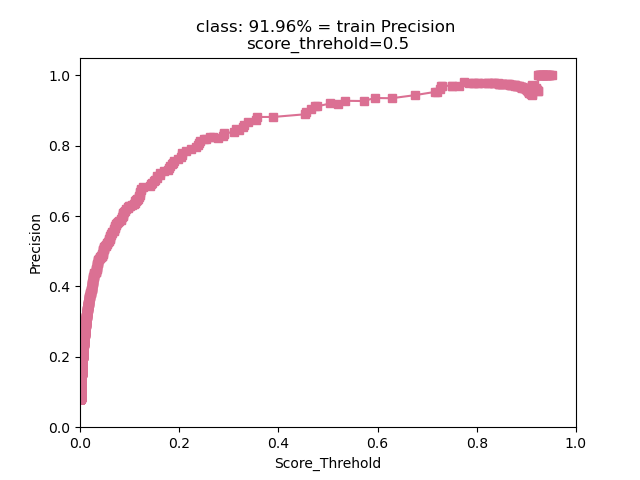 class: 91.96% = train Precision
score_threhold=0.5
1.0
0.8
0.6
0.4
0.2
0.0
Precision
0.0 0.2 0.4 0.6 0.8 1.0
Score_Threhold